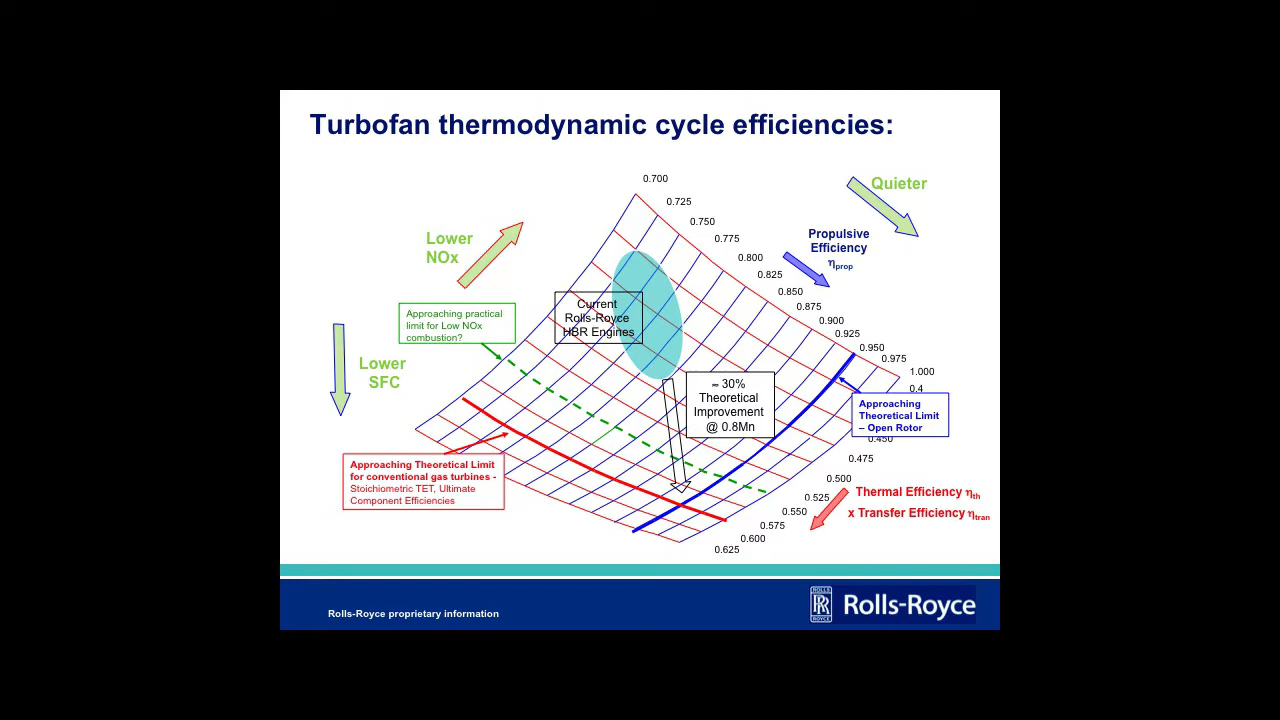 Turbofan thermodynamic cycle efficiencies:
0.700
0.725
0.750
0.775
0.800
0.825
0.850
0.875
0.900
0.925
0.950
0.975
1.000
Quieter
Propulsive
Efficiency
ηprop
Lower
NOx
Approaching practical
limit for Low NOx
combustion?
Current
Rolls-Royce
HBR Engines
Lower
SFC
≈ 30%
Theoretical
Improvement
@ 0.8Mn
Approaching
Theoretical Limit
– Open Rotor
0.4
0.450
0.475
0.500
0.525
0.550
0.575
0.600
0.625
Approaching Theoretical Limit
for conventional gas turbines -
Stoichiometric TET, Ultimate
Component Efficiencies
Thermal Efficiency ηth
x Transfer Efficiency ηtran
Rolls-Royce proprietary information
ROLLS
RR
ROYCE
Rolls-Royce